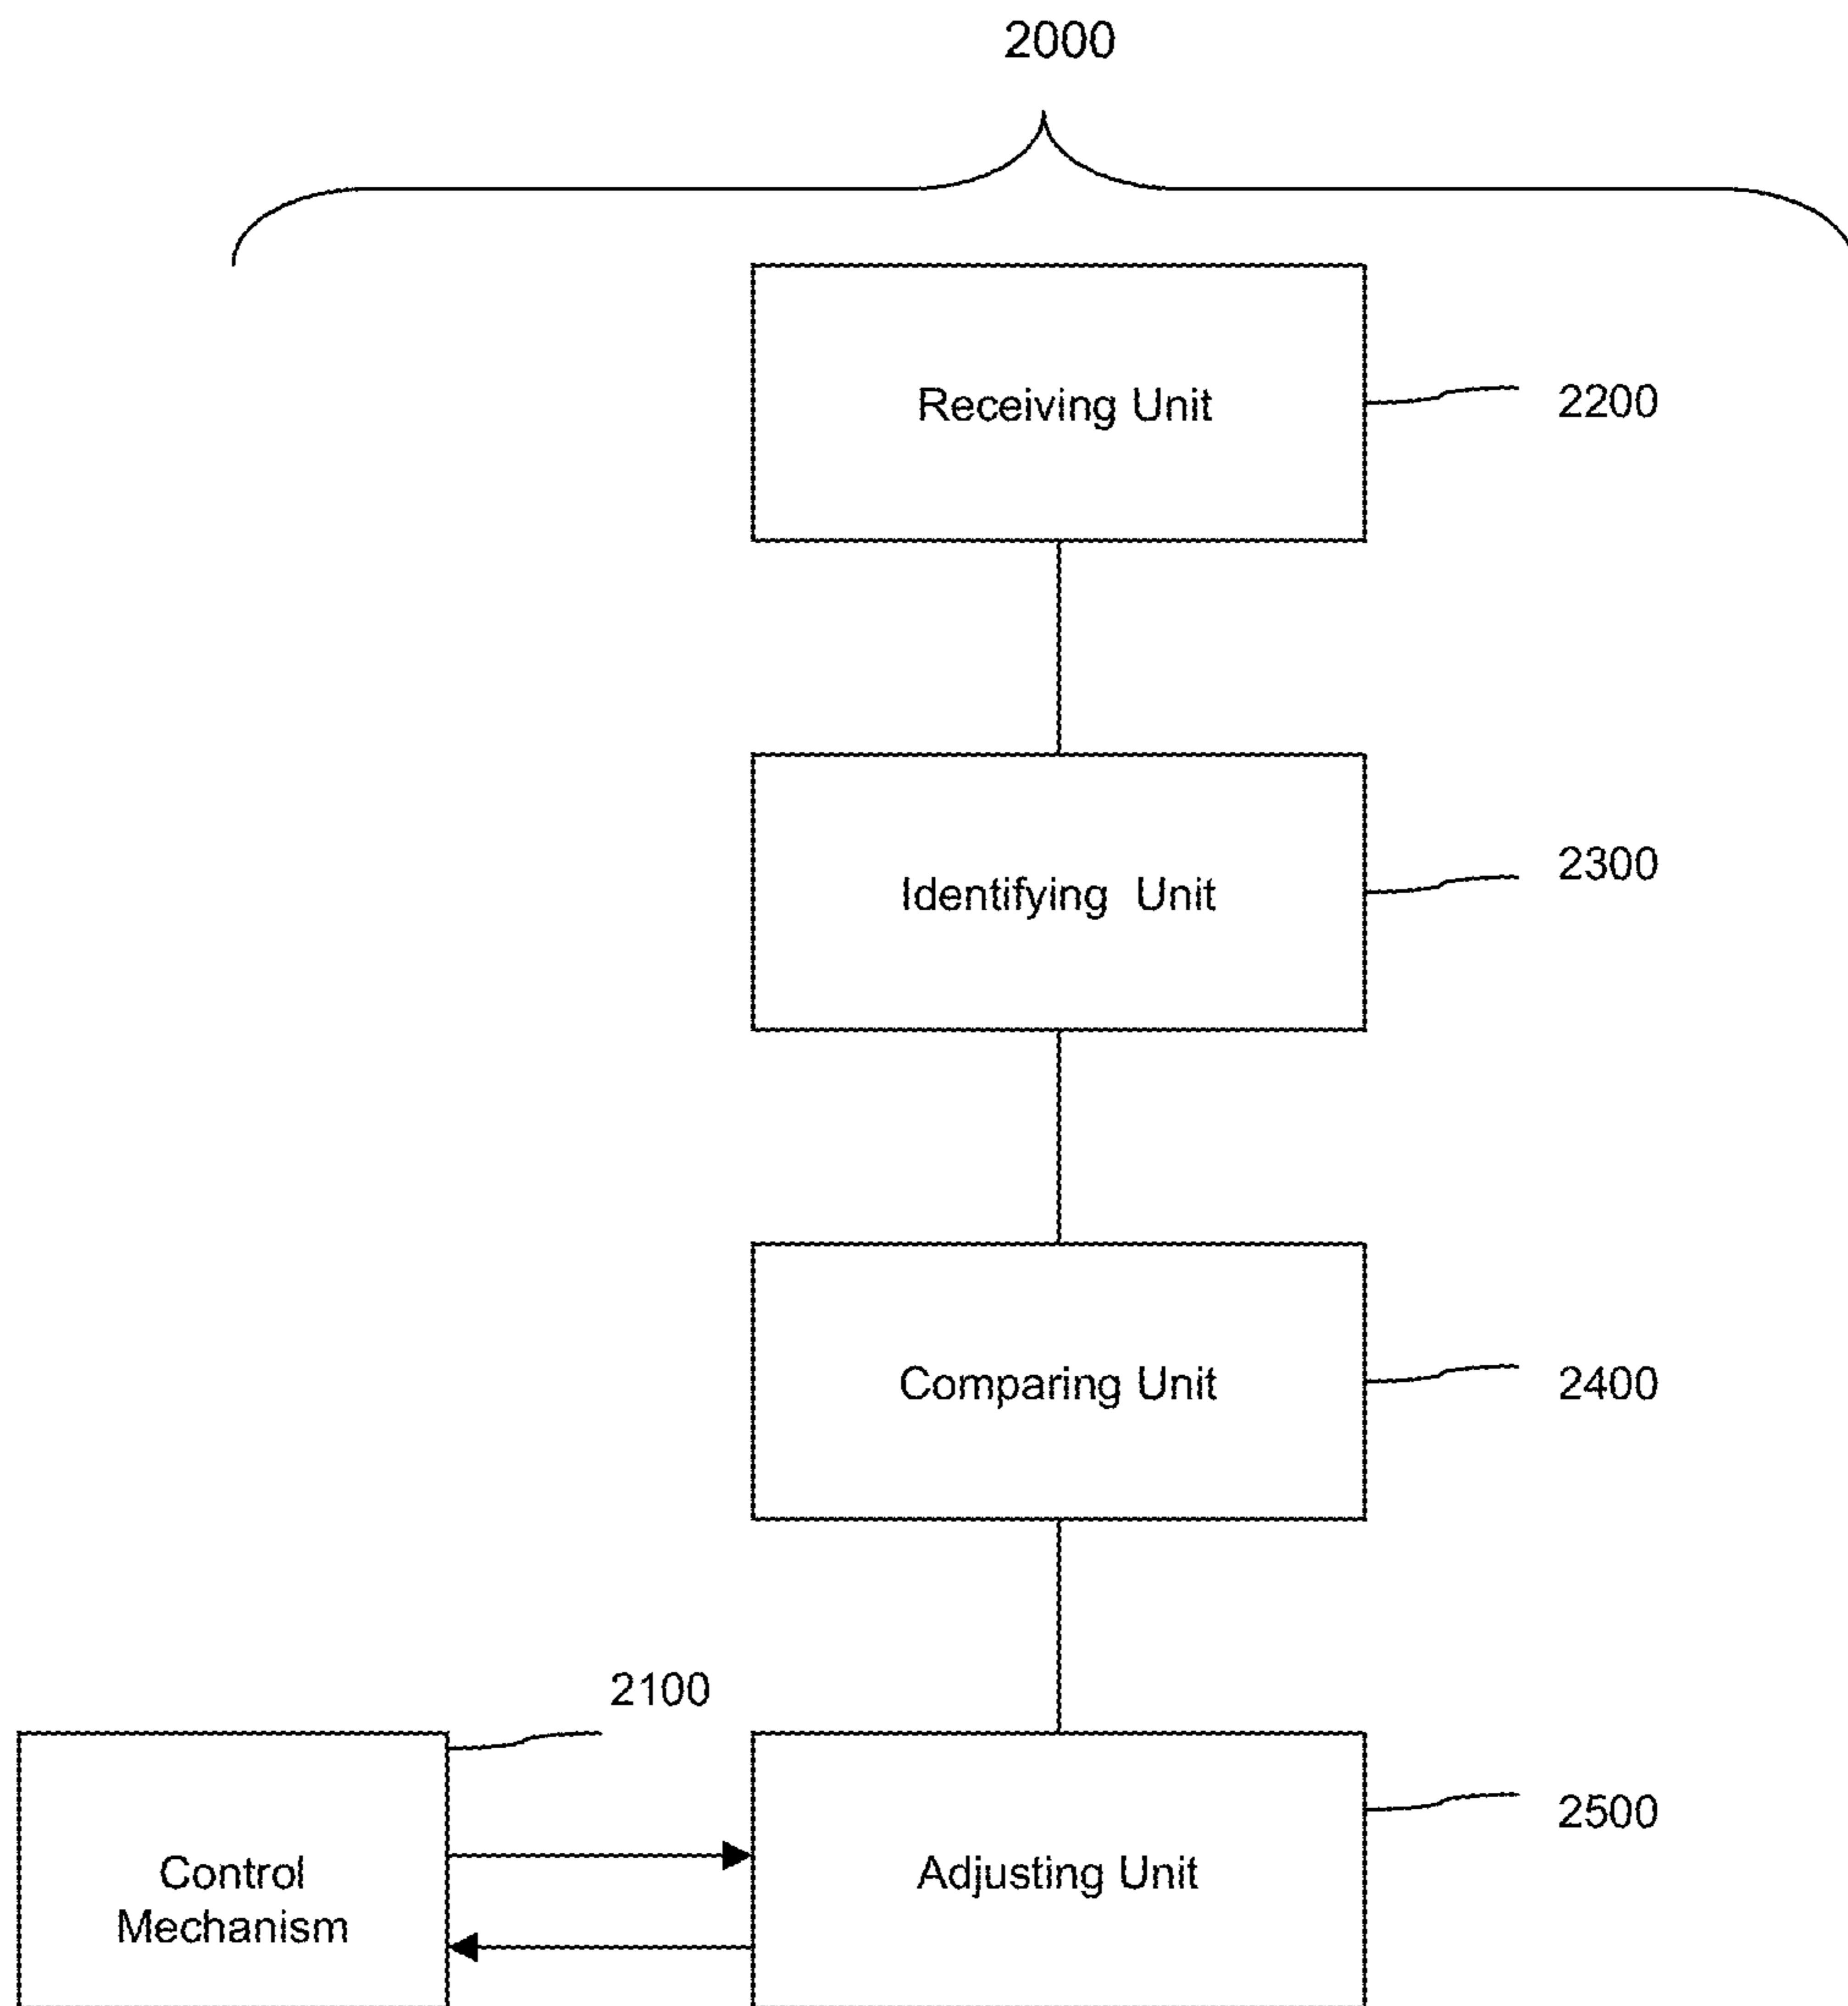 2000
Receiving Unit
2200
Identifying Unit
2300
Comparing Unit
2400
2100
Control
Mechanism
Adjusting Unit
2500